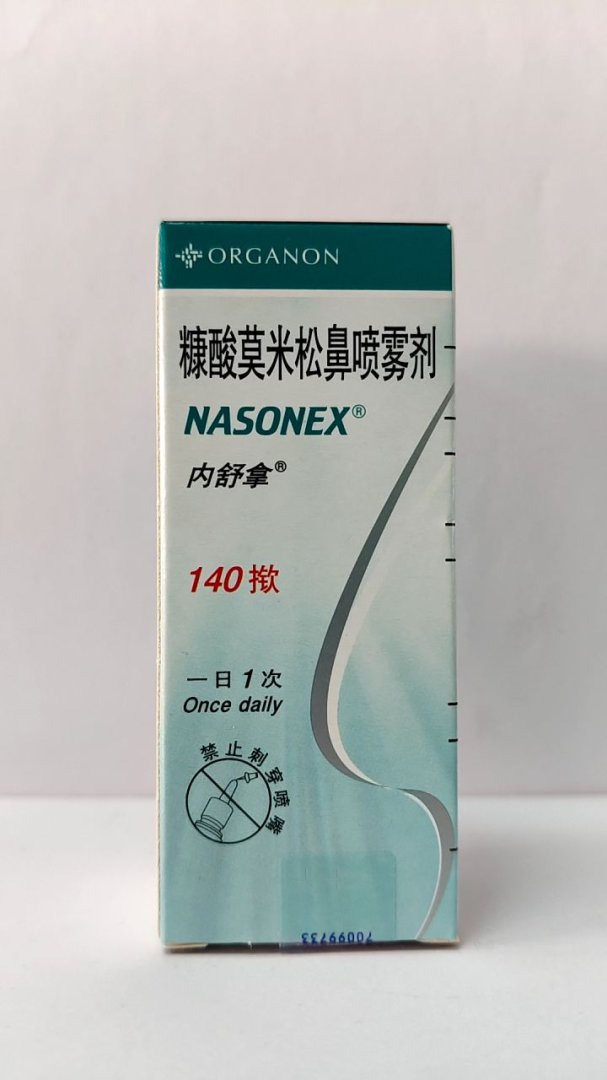 ORGANON
糠酸莫米松鼻喷雾剂
NASONEX®
内舒拿®
140揿
一日1次
Once daily
禁止刺穿喷嘴
70099733